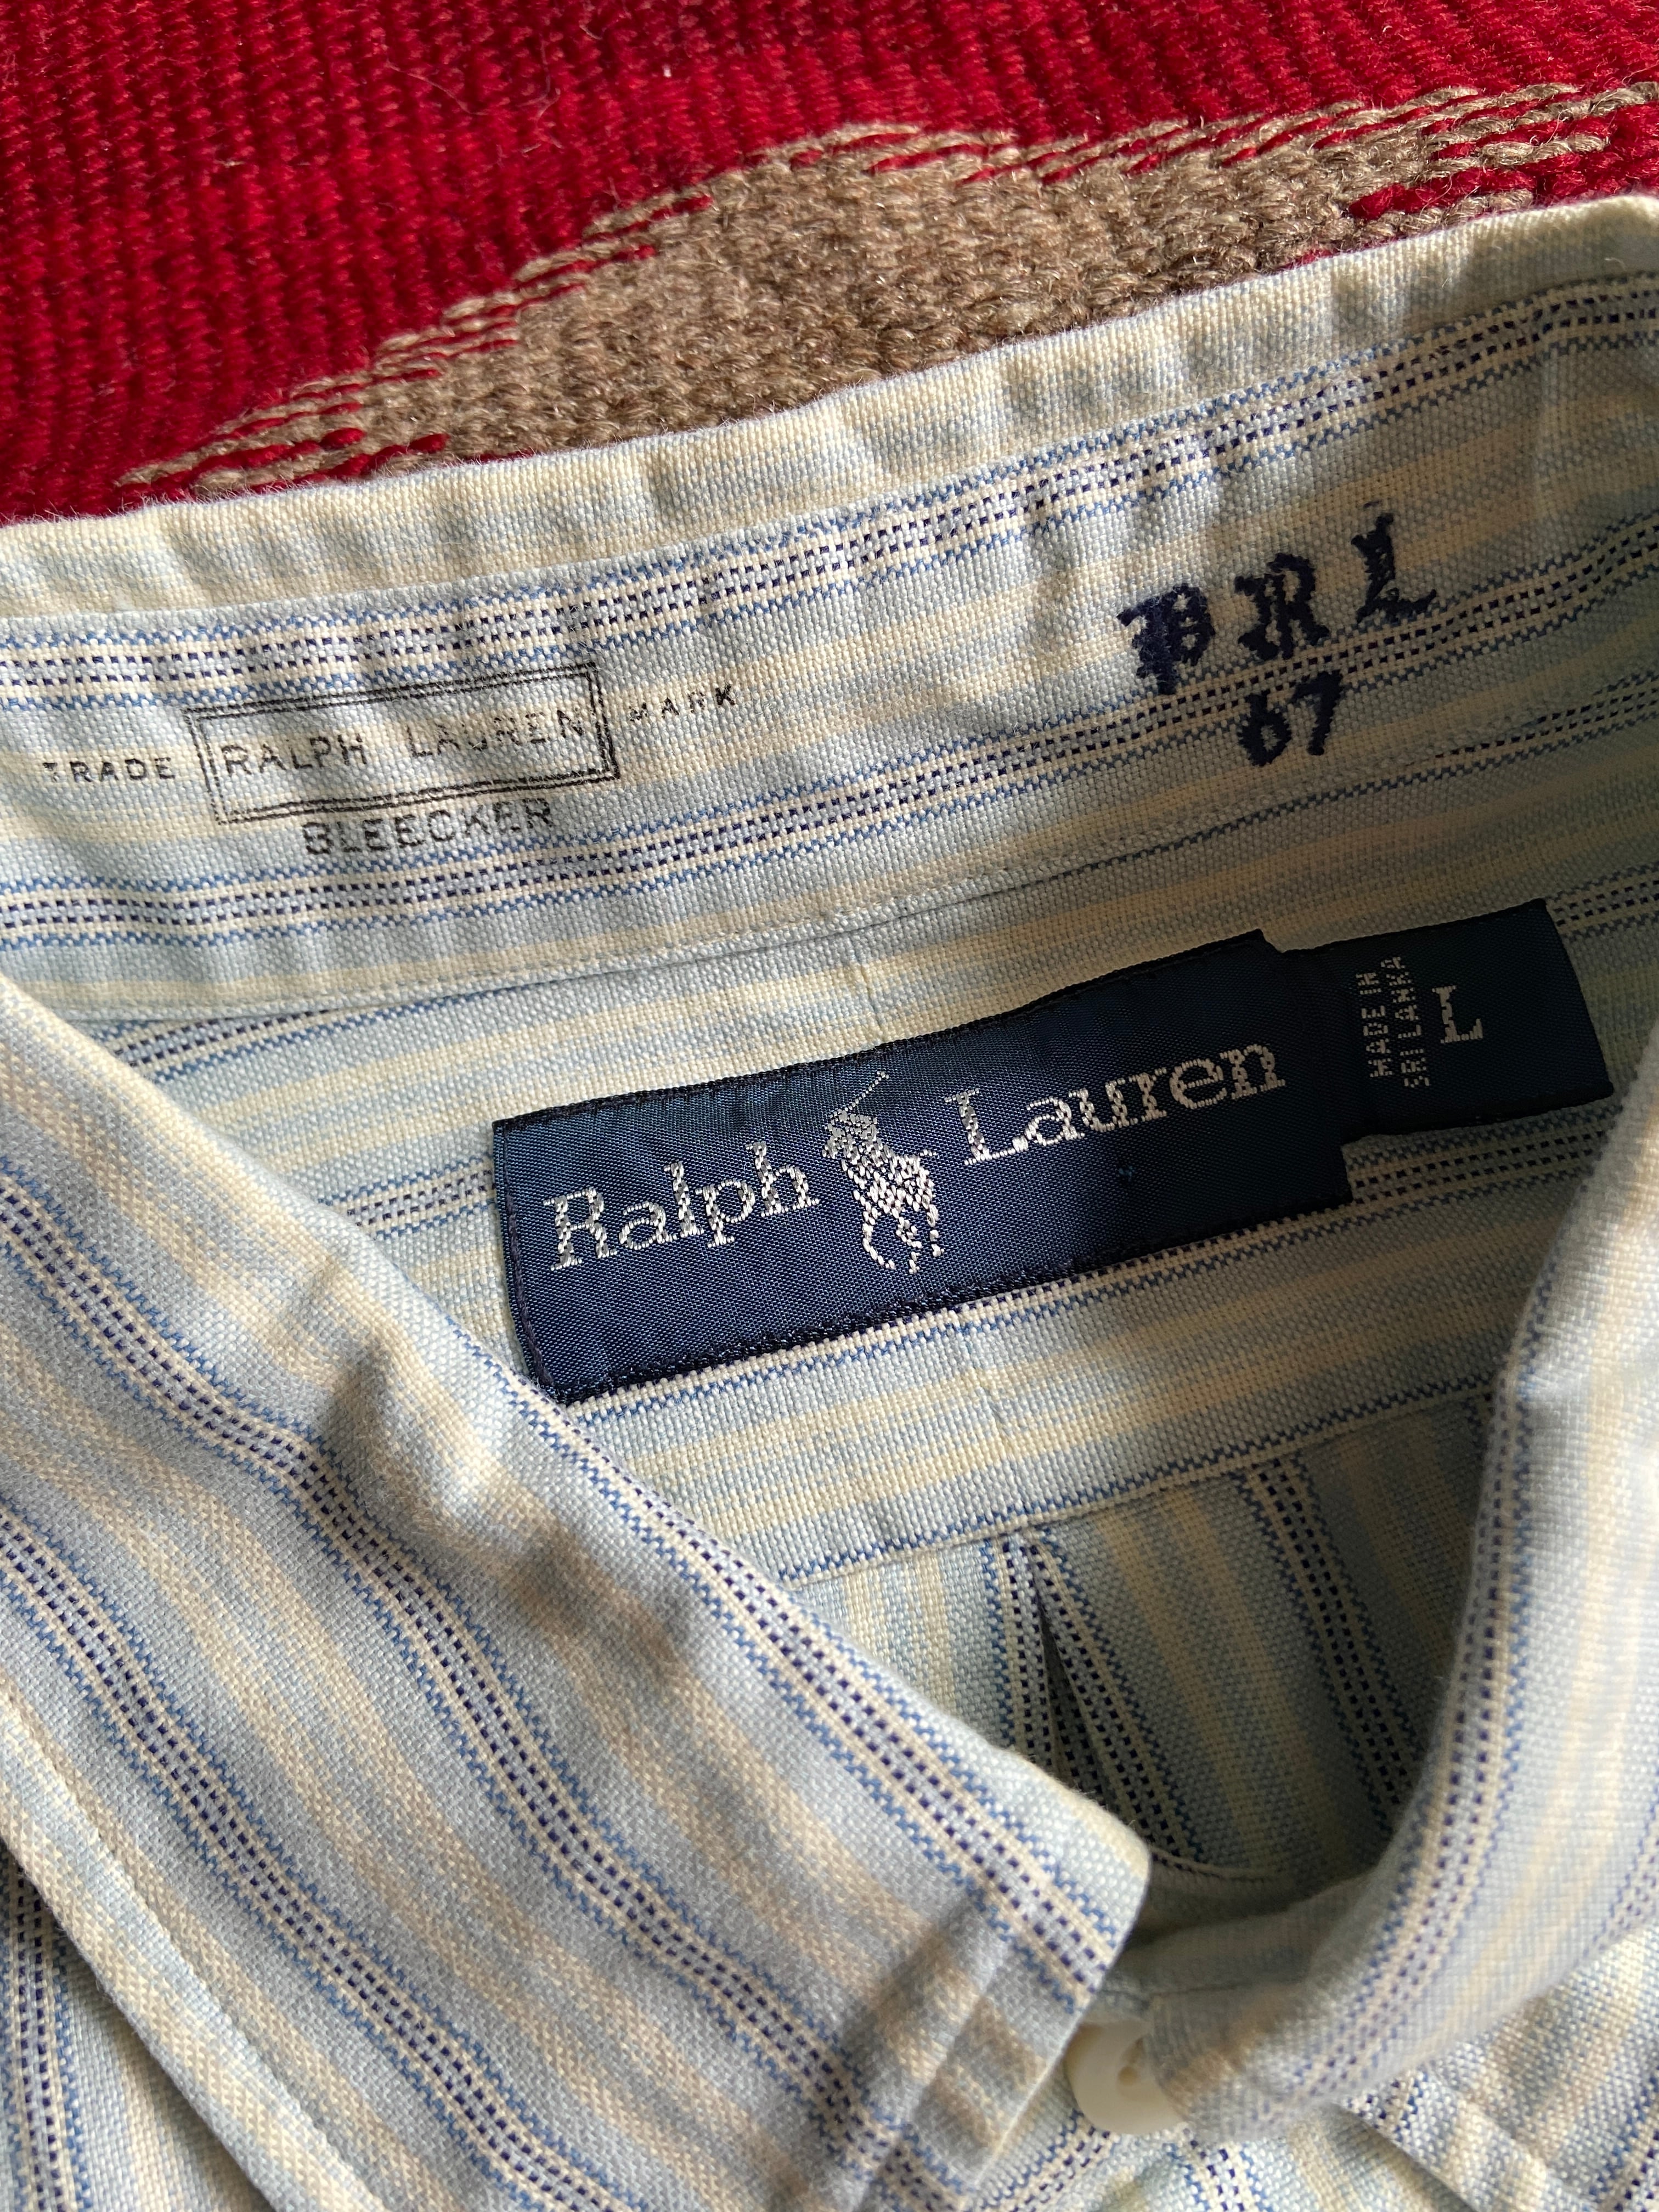 PRL
67
TRADE RALPH LAUREN MARK
BLEECKER
Ralph Lauren
MADE IN
SRI LANKA
L